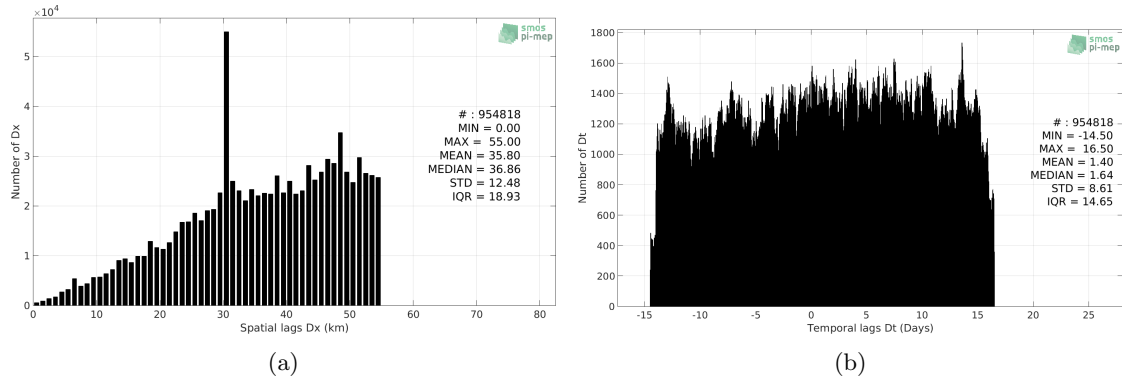 ×10⁴
smos
pi-mep
5
4
3
2
1
0
Number of Dx
# : 954818
MIN = 0.00
MAX = 55.00
MEAN = 35.80
MEDIAN = 36.86
STD = 12.48
IQR = 18.93
0 10 20 30 40 50 60 70 80
Spatial lags Dx (km)
(a)
smos
pi-mep
1800
1600
1400
1200
1000
800
600
400
200
0
Number of Dt
# : 954818
MIN = -14.50
MAX = 16.50
MEAN = 1.40
MEDIAN = 1.64
STD = 8.61
IQR = 14.65
-15 -10 -5 0 5 10 15 20 25
Temporal lags Dt (Days)
(b)